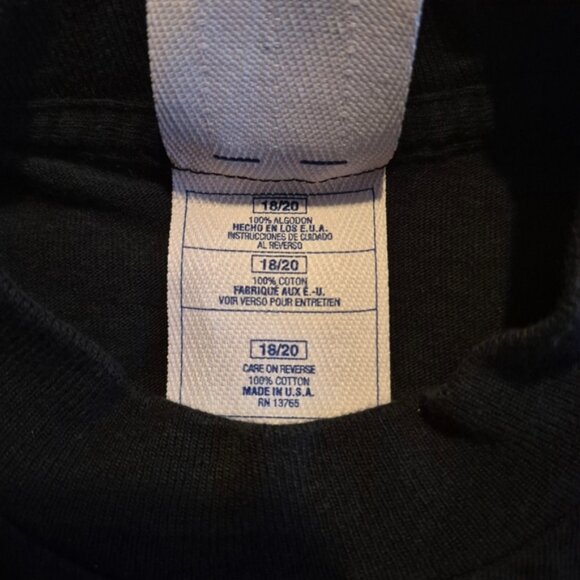 18/20
100% ALGODON
HECHO EN LOS E.U.A.
INSTRUCCIONES DE CUIDADO
AL REVERSO
18/20
100% COTON
FABRIQUE AUX É.-U.
VOIR VERSO POUR ENTRETIEN
18/20
CARE ON REVERSE
100% COTTON
MADE IN U.S.A.
RN 13765